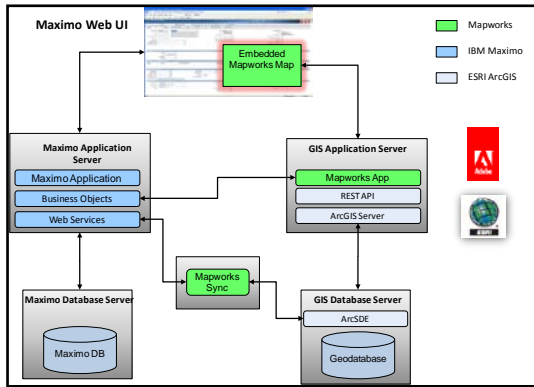 Maximo Web UI
Embedded
Mapworks Map
Mapworks
IBM Maximo
ESRI ArcGIS
Maximo Application
Server
Maximo Application
Business Objects
Web Services
GIS Application Server
Mapworks App
REST API
ArcGIS Server
Adobe
Mapworks
Sync
Maximo Database Server
Maximo DB
GIS Database Server
ArcSDE
Geodatabase